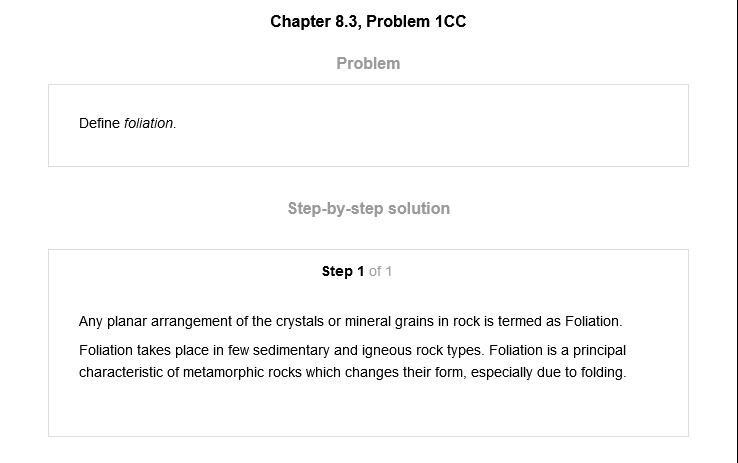 Chapter 8.3, Problem 1CC
Problem
Define foliation.
Step-by-step solution
Step 1 of 1
Any planar arrangement of the crystals or mineral grains in rock is termed as Foliation.
Foliation takes place in few sedimentary and igneous rock types. Foliation is a principal
characteristic of metamorphic rocks which changes their form, especially due to folding.